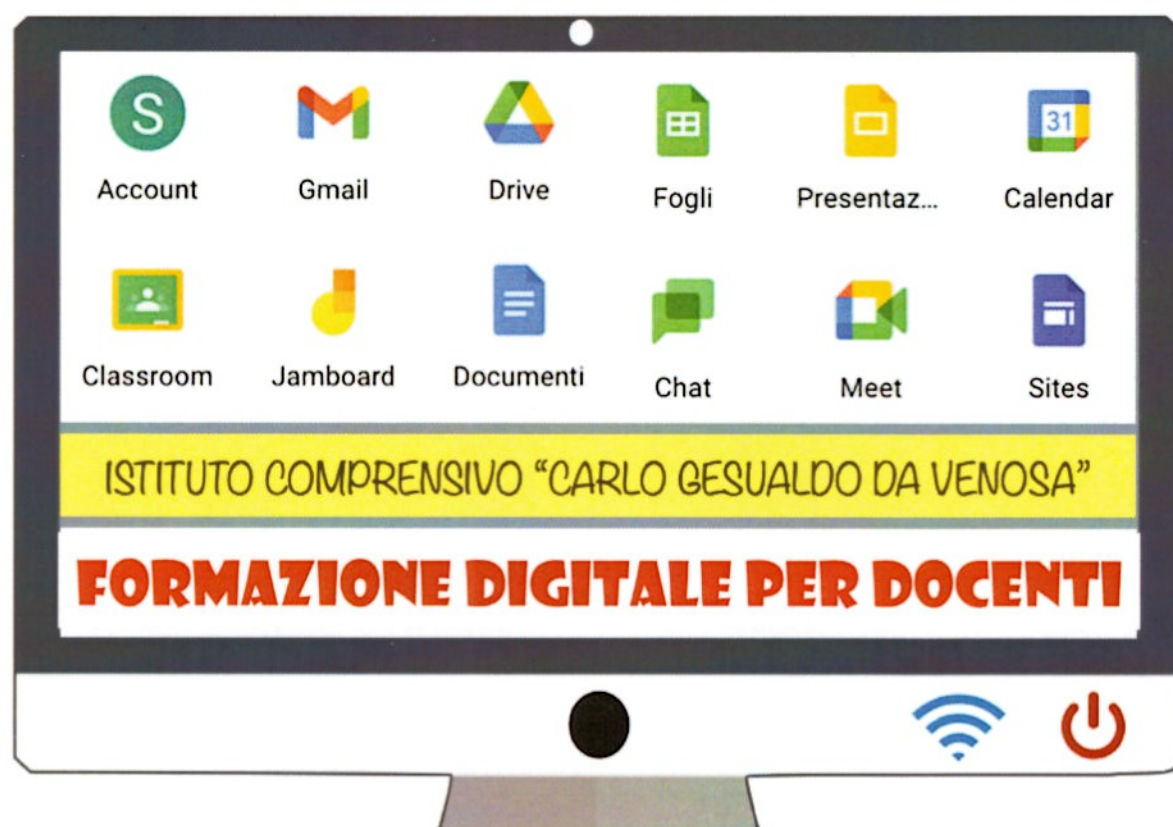 S
31
Account Gmail Drive Fogli Presentaz... Calendar
Classroom Jamboard Documenti Chat Meet Sites
ISTITUTO COMPRENSIVO “CARLO GESUALDO DA VENOSA”
FORMAZIONE DIGITALE PER DOCENTI